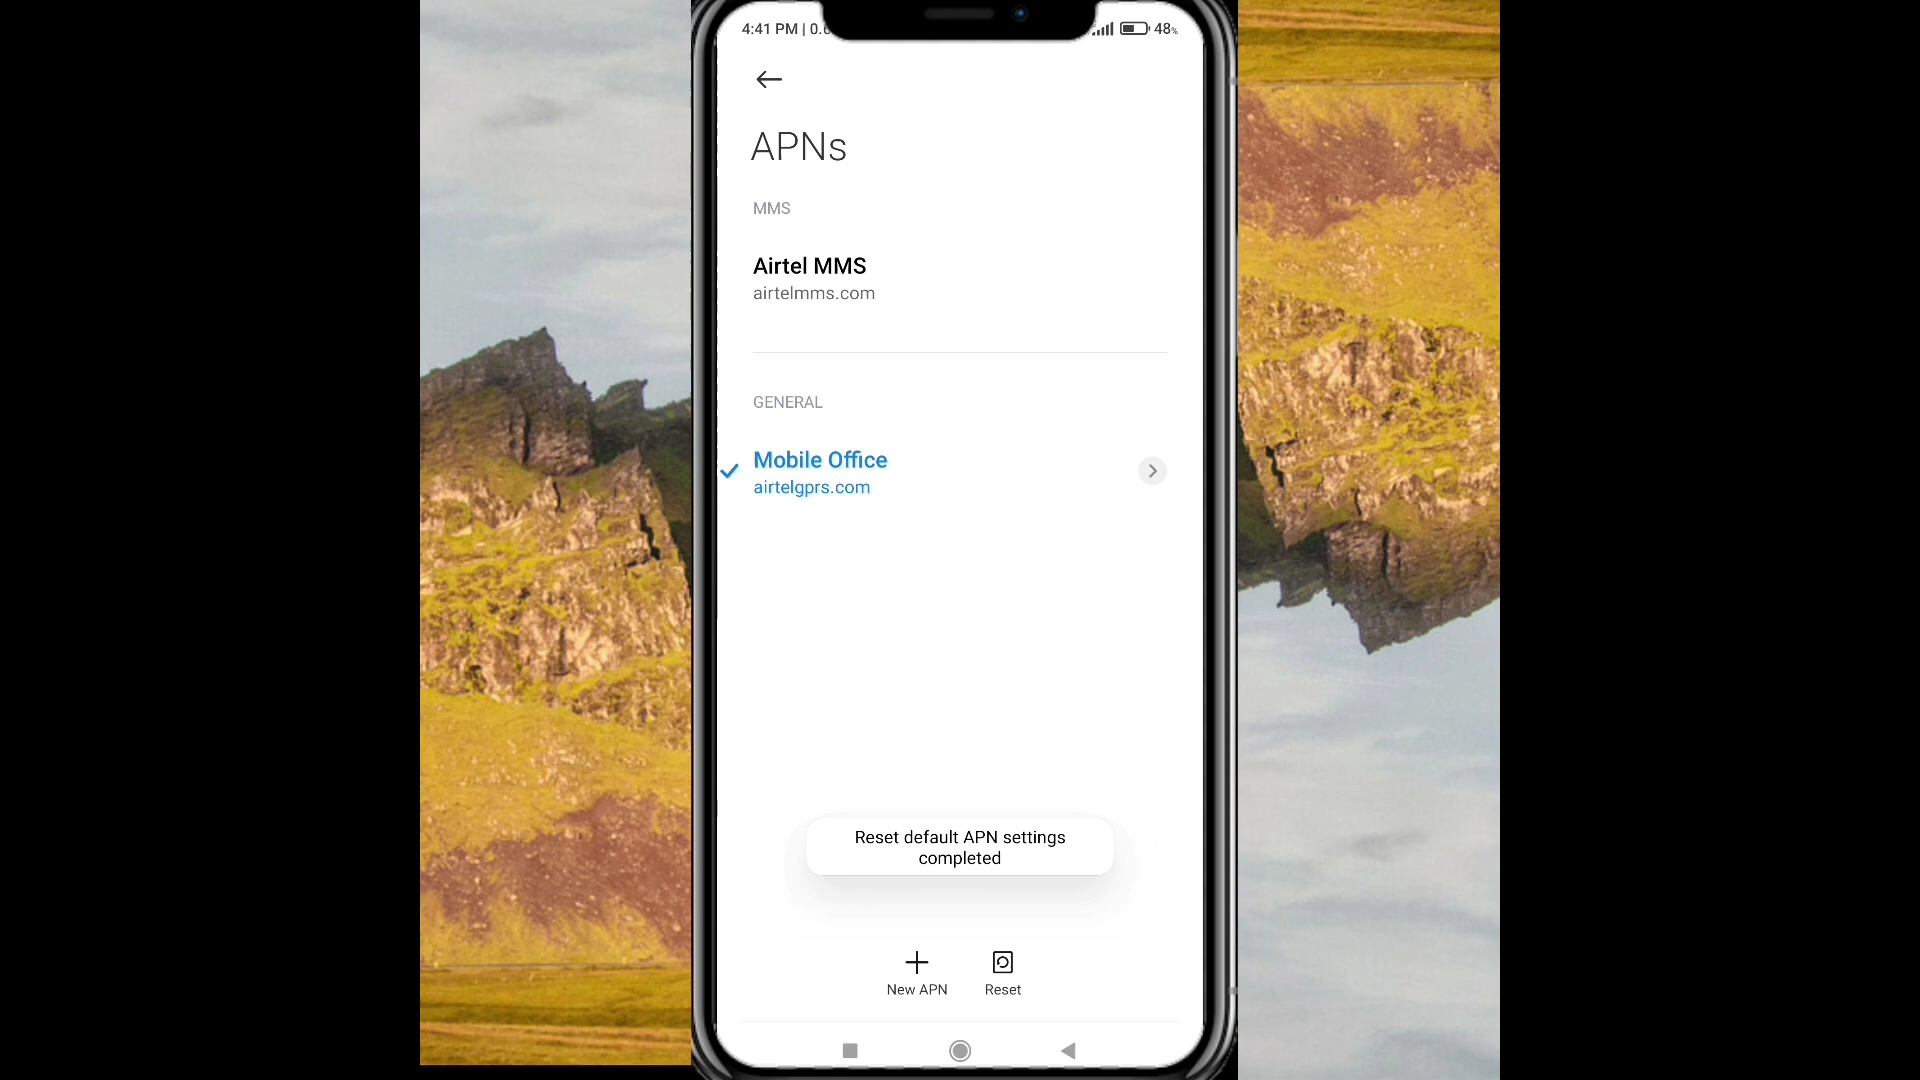 4:41 PM | 0.
48%
APNs
MMS
Airtel MMS
airtelmms.com
GENERAL
Mobile Office
airtelgprs.com
Reset default APN settings
completed
New APN
Reset